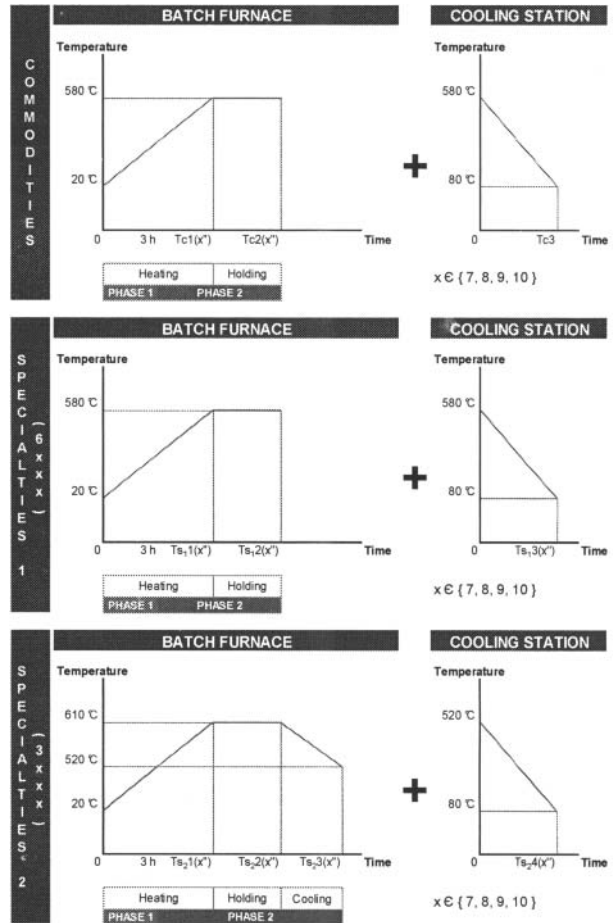 BATCH FURNACE
COOLING STATION
COMMODITIES
Temperature
580 ℃
20 ℃
0
3 h
Tc1(x")
Tc2(x")
Time
Heating
Holding
PHASE 1
PHASE 2
+
Temperature
580 ℃
80 ℃
0
Tc3
Time
x Є { 7, 8, 9, 10 }
BATCH FURNACE
COOLING STATION
SPECIALTIES 1
( 6 x x x )
Temperature
580 ℃
20 ℃
0
3 h
Ts₁1(x")
Ts₁2(x")
Time
Heating
Holding
PHASE 1
PHASE 2
+
Temperature
580 ℃
80 ℃
0
Ts₁3(x")
Time
x Є { 7, 8, 9, 10 }
BATCH FURNACE
COOLING STATION
SPECIALTIES 2
( 3 x x x )
Temperature
610 ℃
520 ℃
20 ℃
0
3 h
Ts₂1(x")
Ts₂2(x")
Ts₂3(x")
Time
Heating
Holding
Cooling
PHASE 1
PHASE 2
+
Temperature
520 ℃
80 ℃
0
Ts₂4(x")
Time
x Є { 7, 8, 9, 10 }